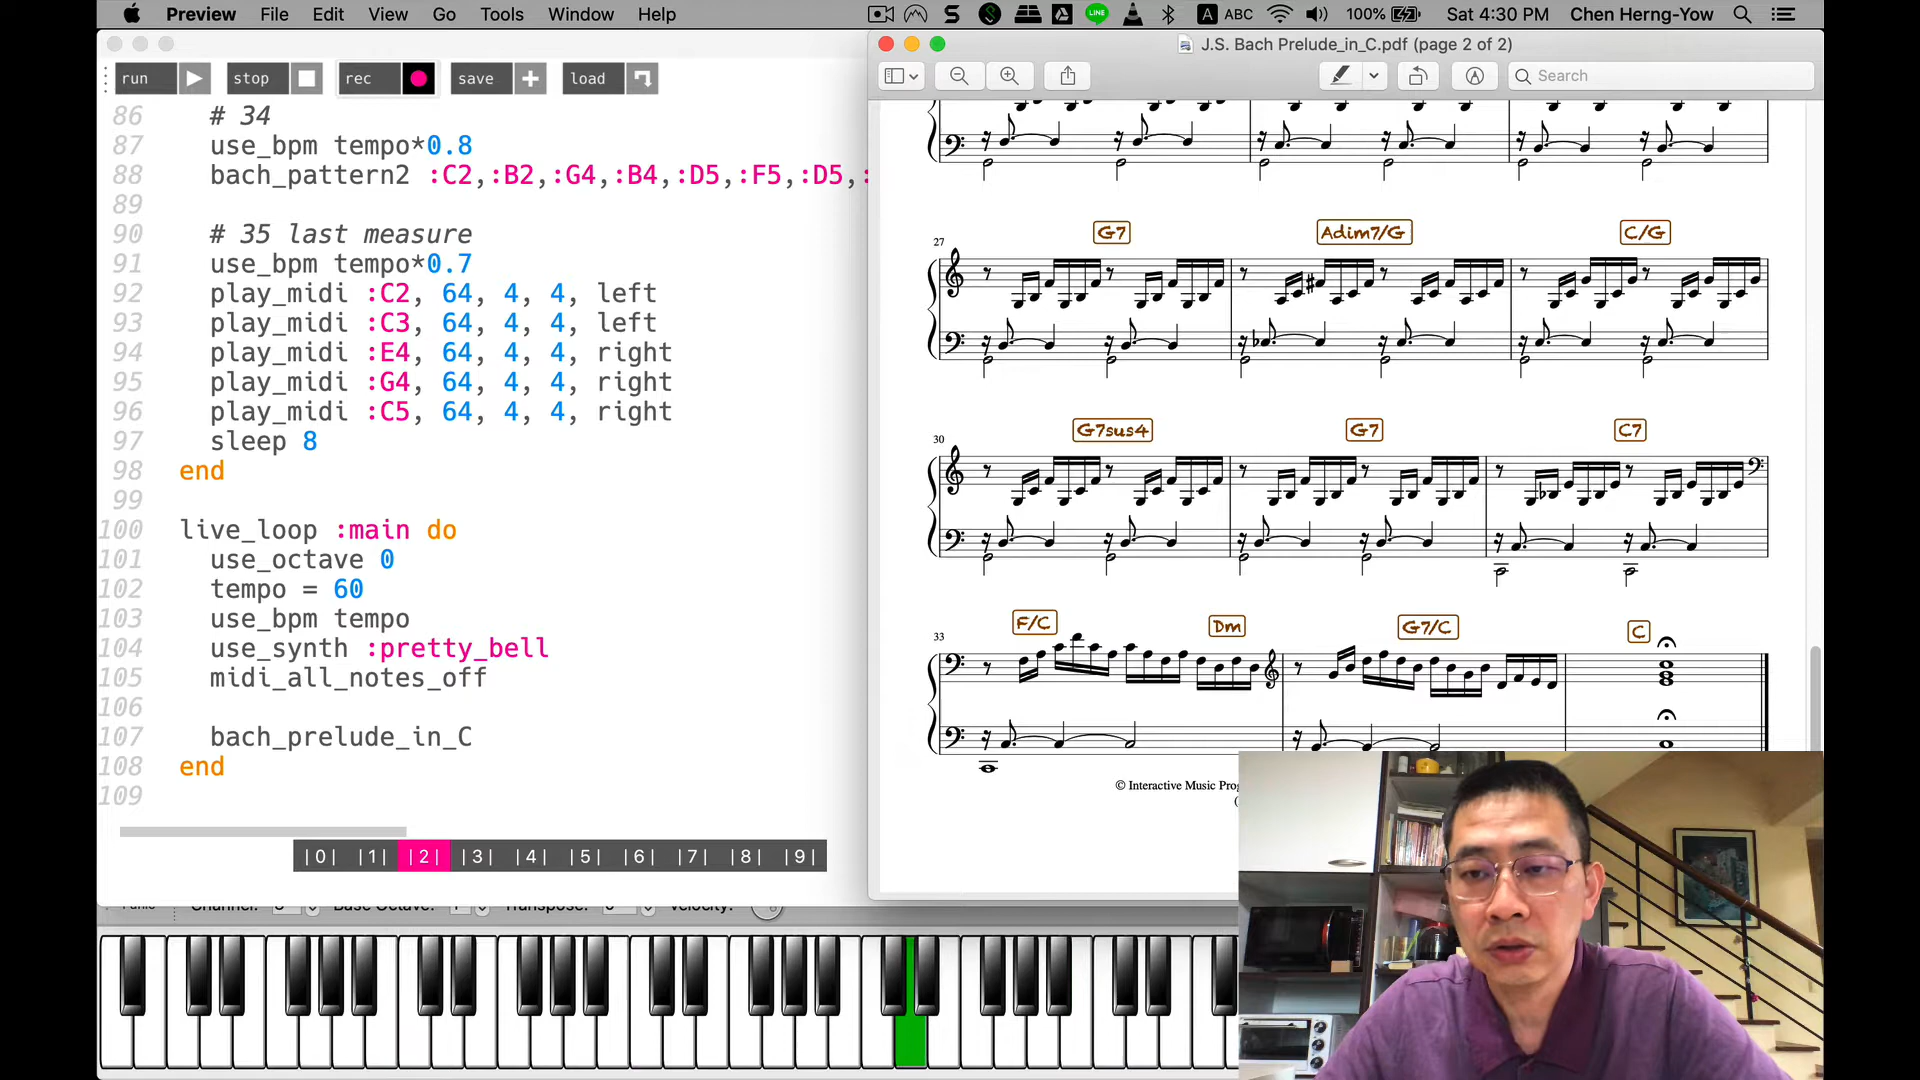 Preview File Edit View Go Tools Window Help
ABC 100% Sat 4:30 PM Chen Herng-Yow
LINE
run stop rec save load
86 # 34
87 use_bpm tempo*0.8
88 bach_pattern2 :C2,:B2,:G4,:B4,:D5,:F5,:D5,:
89
90 # 35 last measure
91 use_bpm tempo*0.7
92 play_midi :C2, 64, 4, 4, left
93 play_midi :C3, 64, 4, 4, left
94 play_midi :E4, 64, 4, 4, right
95 play_midi :G4, 64, 4, 4, right
96 play_midi :C5, 64, 4, 4, right
97 sleep 8
98 end
99
100 live_loop :main do
101 use_octave 0
102 tempo = 60
103 use_bpm tempo
104 use_synth :pretty_bell
105 midi_all_notes_off
106
107 bach_prelude_in_C
108 end
109
|0| |1| |2| |3| |4| |5| |6| |7| |8| |9|
J.S. Bach Prelude_in_C.pdf (page 2 of 2)
Search
27 G7 Adim7/G C/G
30 G7sus4 G7 C7
33 F/C Dm G7/C C
© Interactive Music Prog